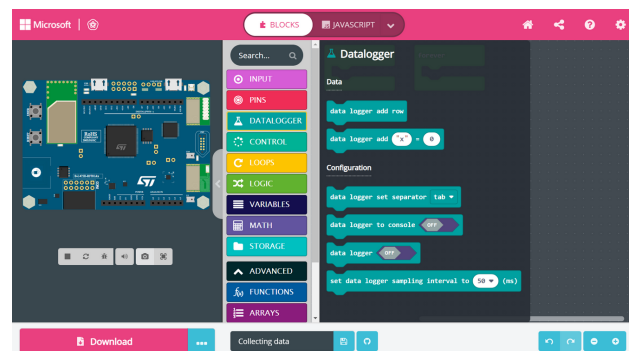 Microsoft
BLOCKS
JAVASCRIPT
Search...
INPUT
PINS
DATALOGGER
CONTROL
LOOPS
LOGIC
VARIABLES
MATH
STORAGE
ADVANCED
FUNCTIONS
ARRAYS
Datalogger
Data
data logger add row
data logger add "x" = 0
Configuration
data logger set separator tab
data logger to console OFF
data logger OFF
set data logger sampling interval to 50 (ms)
RoHS
Download
...
Collecting data